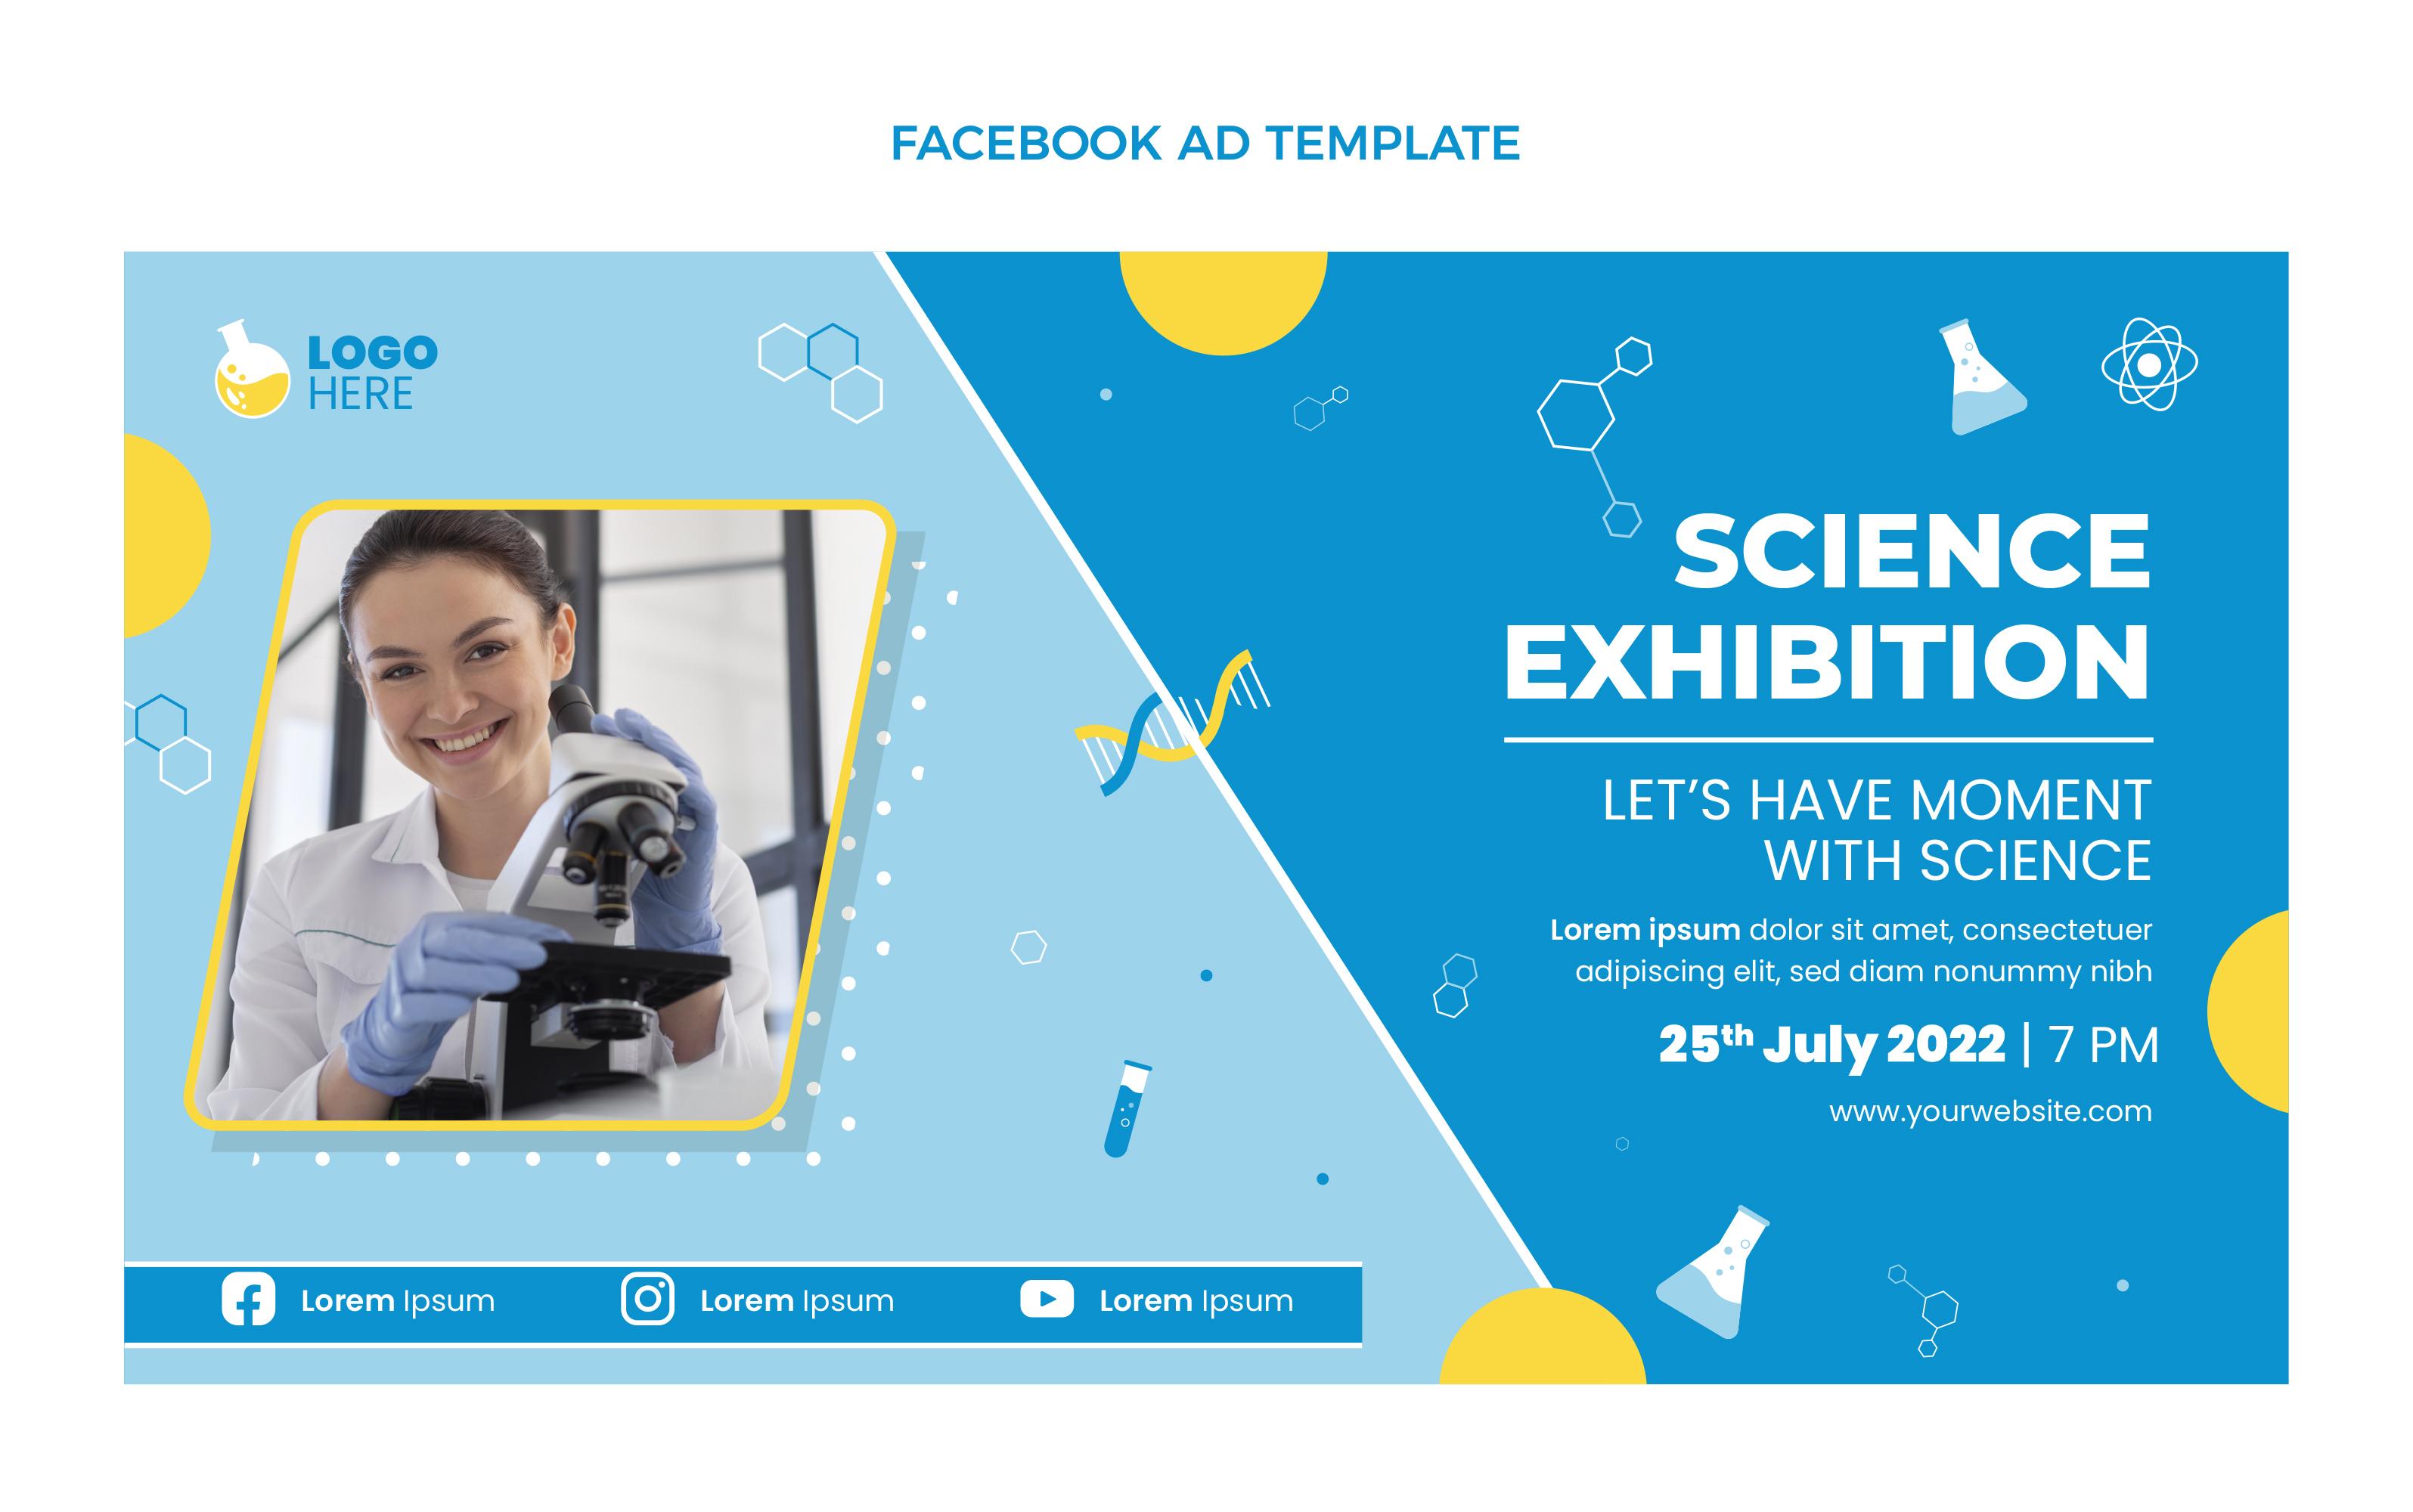 FACEBOOK AD TEMPLATE
LOGO
HERE
SCIENCE
EXHIBITION
LET’S HAVE MOMENT
WITH SCIENCE
Lorem ipsum dolor sit amet, consectetuer
adipiscing elit, sed diam nonummy nibh
25th July 2022 | 7 PM
www.yourwebsite.com
Lorem Ipsum
Lorem Ipsum
Lorem Ipsum